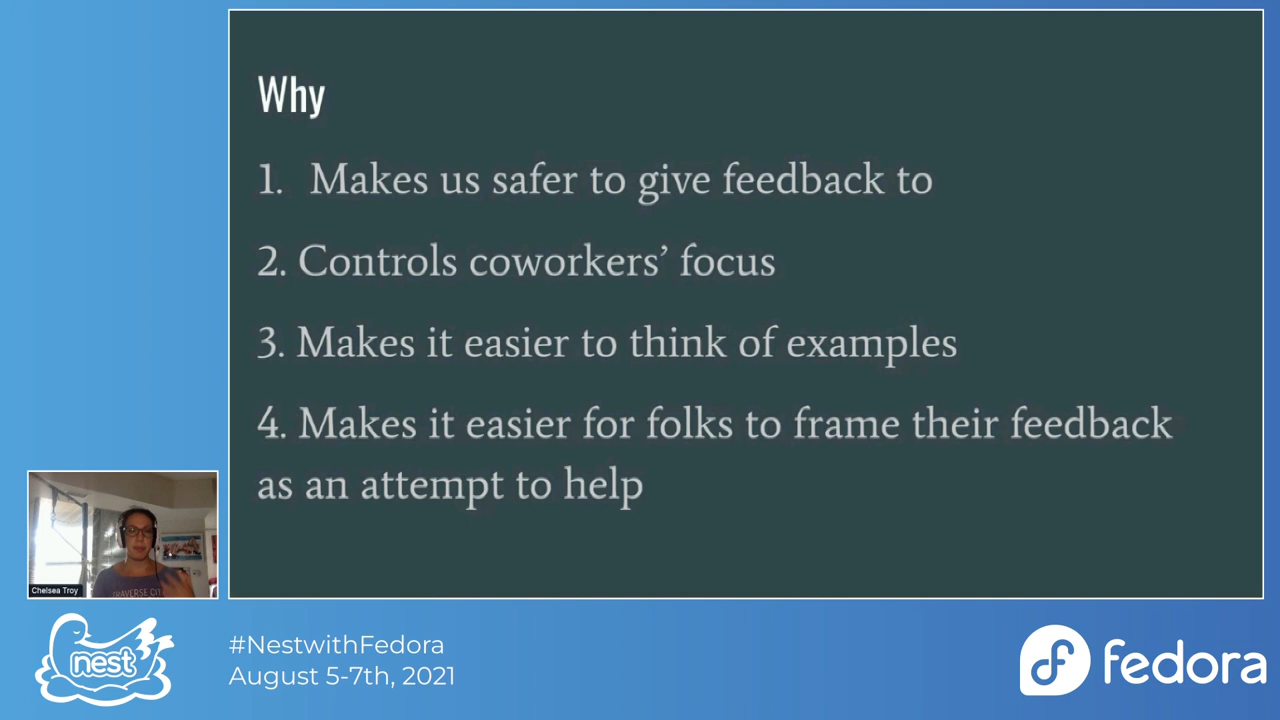 Why
1. Makes us safer to give feedback to
2. Controls coworkers’ focus
3. Makes it easier to think of examples
4. Makes it easier for folks to frame their feedback
as an attempt to help
TRAVERSE CIT
Chelsea Troy
nest
#NestwithFedora
August 5-7th, 2021
fedora